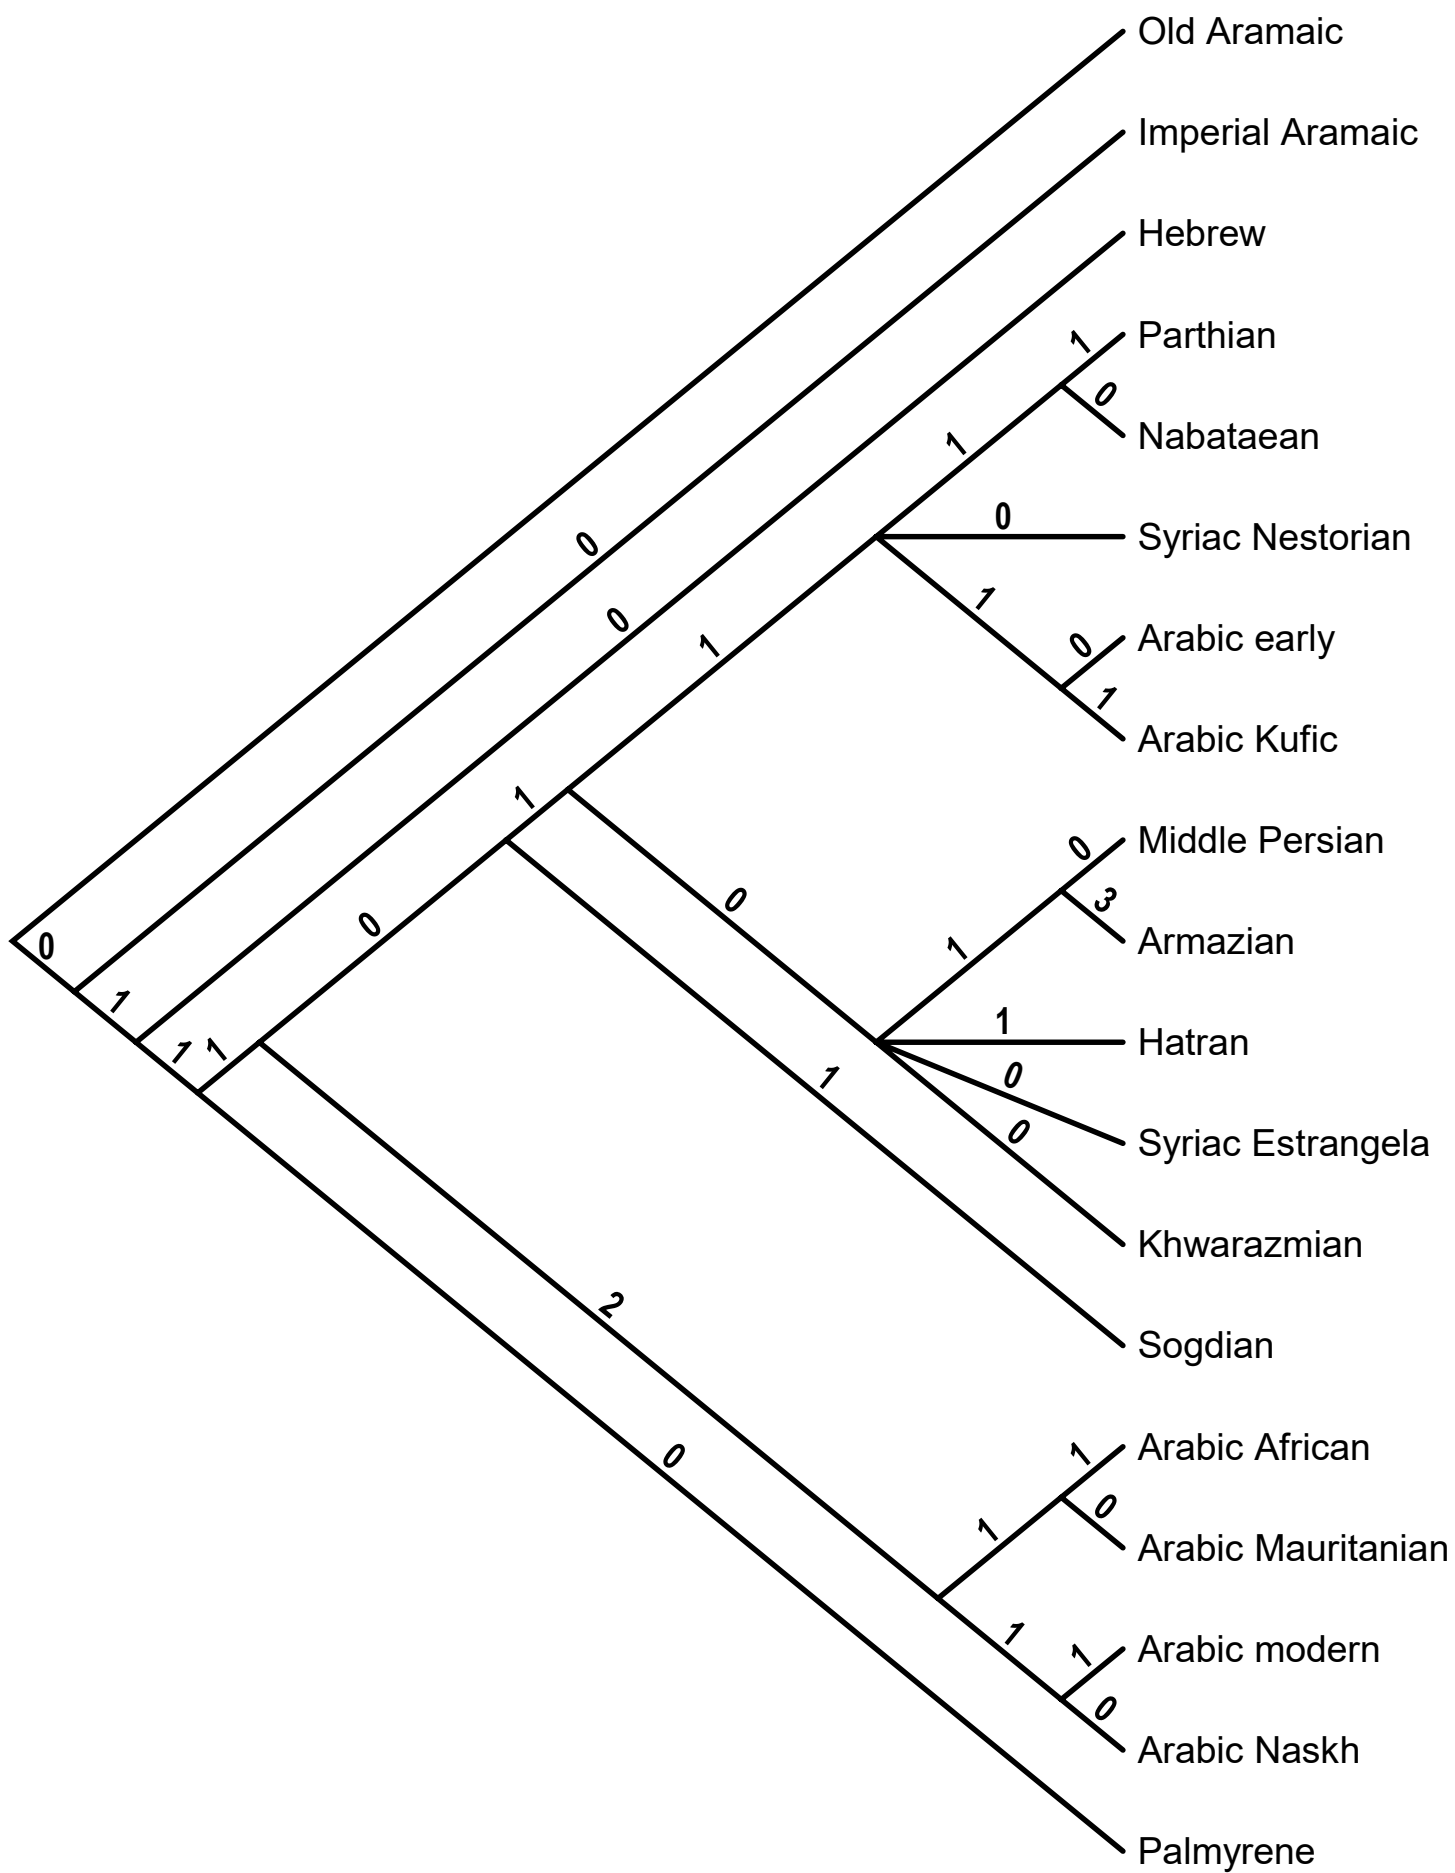 Old Aramaic
Imperial Aramaic
Hebrew
1
Parthian
0
Nabataean
1
0
Syriac Nestorian
0
1
0
Arabic early
0
1
1
Arabic Kufic
1
0
Middle Persian
0
3
Armazian
0
1
0
1
Hatran
1
1
1
0
1
Syriac Estrangela
0
Khwarazmian
2
Sogdian
0
1
Arabic African
0
1
Arabic Mauritanian
1
1
Arabic modern
0
Arabic Naskh
Palmyrene